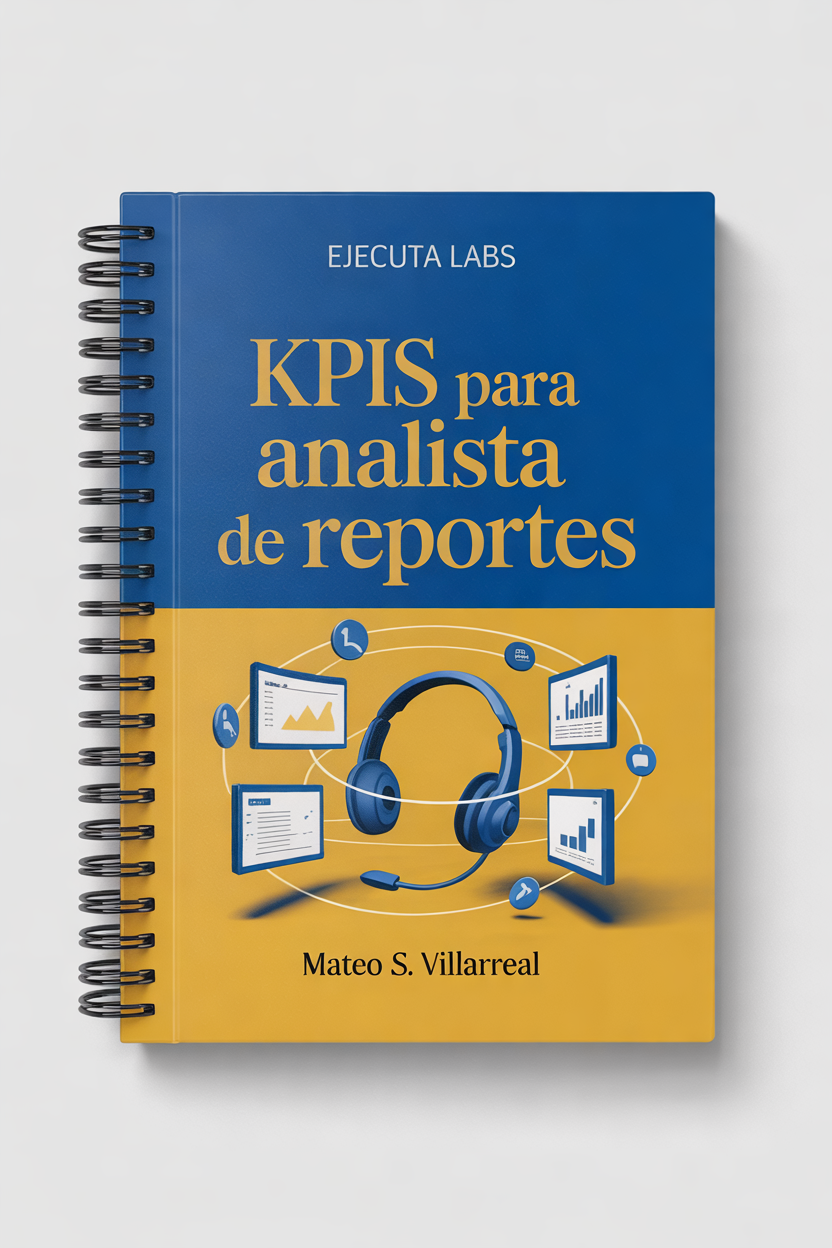 EJECUTA LABS
KPIS para
analista
de reportes
Mateo S. Villarreal